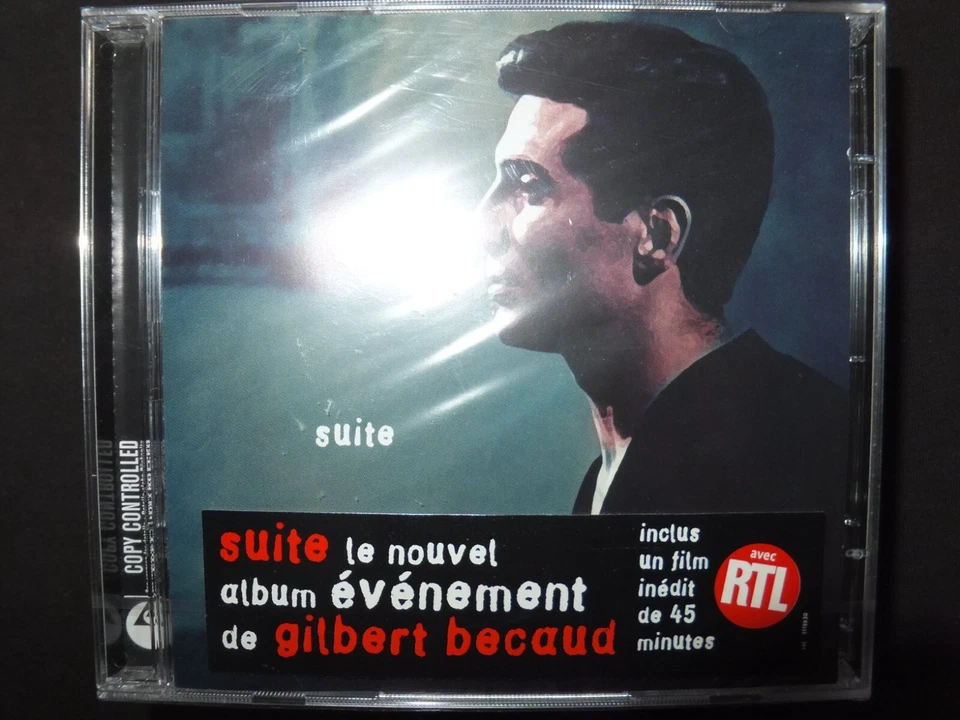 suite
suite le nouvel
album événement
de gilbert becaud
inclus
un film
inédit
de 45
minutes
avec
RTL
COPY CONTROLLED